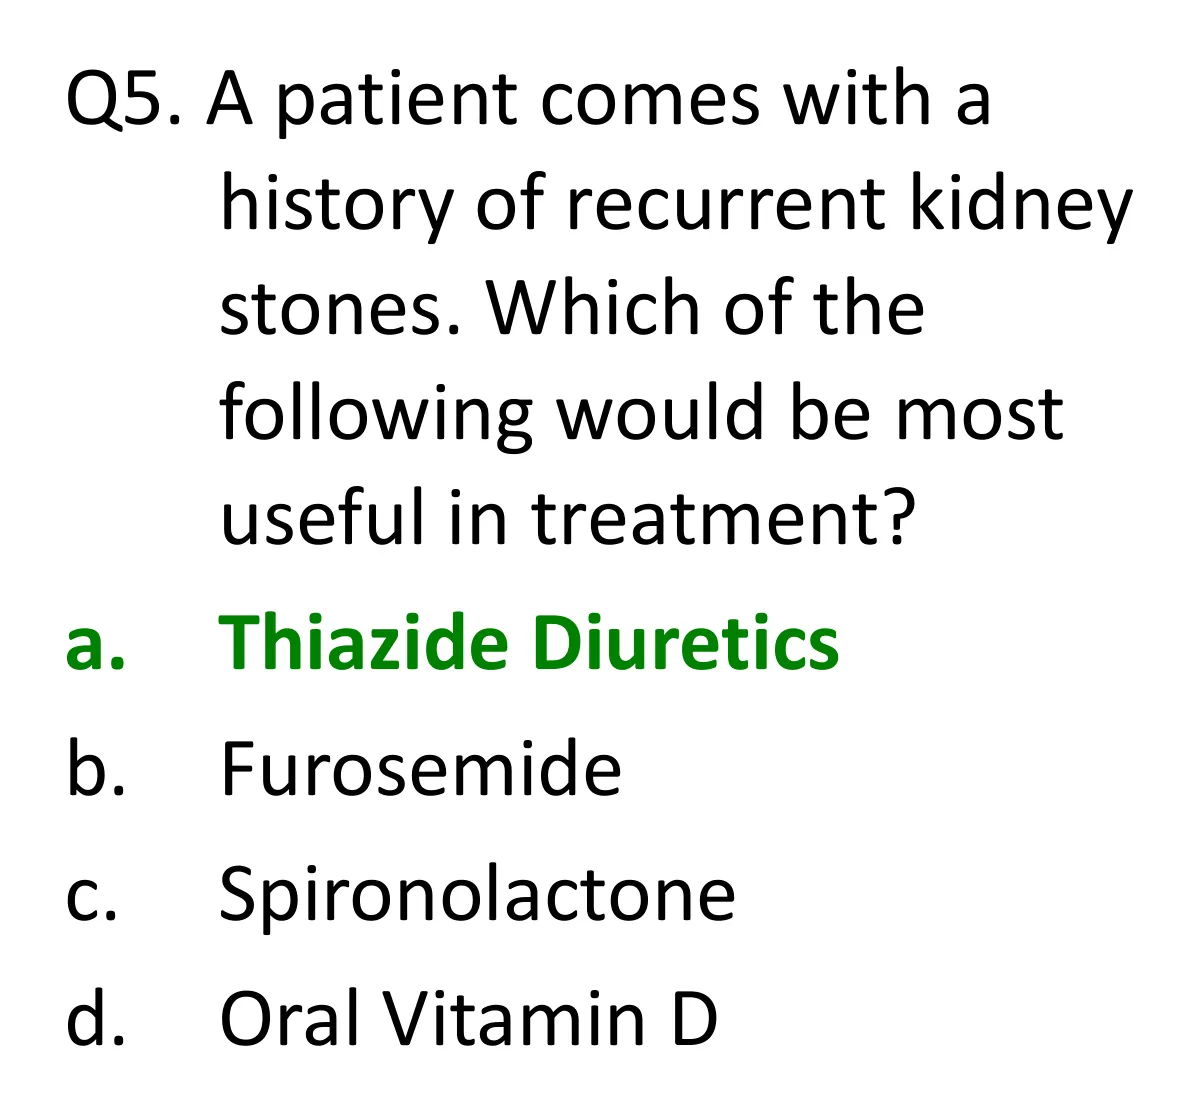 Q5. A patient comes with a
history of recurrent kidney
stones. Which of the
following would be most
useful in treatment?
a. Thiazide Diuretics
b. Furosemide
c. Spironolactone
d. Oral Vitamin D